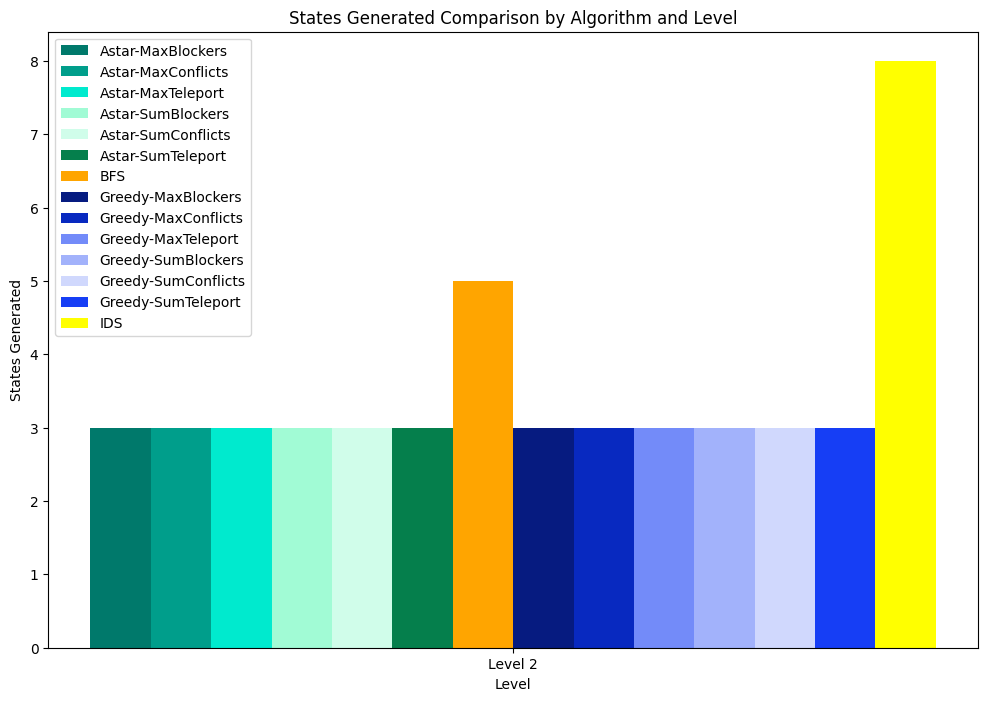 States Generated Comparison by Algorithm and Level
Astar-MaxBlockers
Astar-MaxConflicts
Astar-MaxTeleport
Astar-SumBlockers
Astar-SumConflicts
Astar-SumTeleport
BFS
Greedy-MaxBlockers
Greedy-MaxConflicts
Greedy-MaxTeleport
Greedy-SumBlockers
Greedy-SumConflicts
Greedy-SumTeleport
IDS
States Generated
8
7
6
5
4
3
2
1
0
Level 2
Level